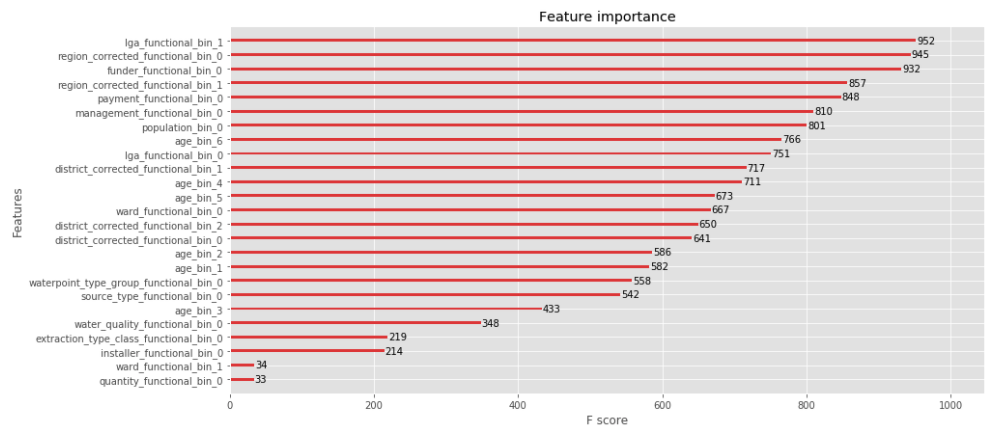 Feature importance
lga_functional_bin_1 952
region_corrected_functional_bin_0 945
funder_functional_bin_0 932
region_corrected_functional_bin_1 857
payment_functional_bin_0 848
management_functional_bin_0 810
population_bin_0 801
age_bin_6 766
lga_functional_bin_0 751
district_corrected_functional_bin_1 717
age_bin_4 711
age_bin_5 673
ward_functional_bin_0 667
district_corrected_functional_bin_2 650
district_corrected_functional_bin_0 641
age_bin_2 586
age_bin_1 582
waterpoint_type_group_functional_bin_0 558
source_type_functional_bin_0 542
age_bin_3 433
water_quality_functional_bin_0 348
extraction_type_class_functional_bin_0 219
installer_functional_bin_0 214
ward_functional_bin_1 34
quantity_functional_bin_0 33
Features
0 200 400 600 800 1000
F score